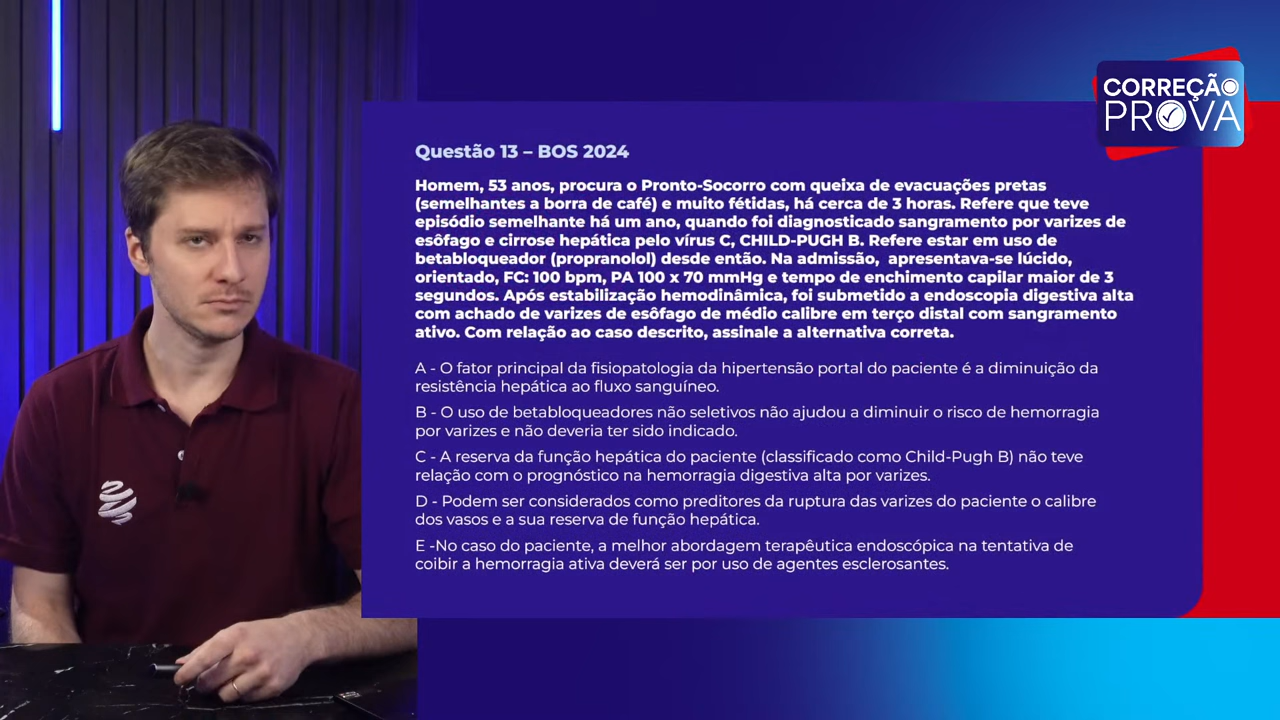 CORREÇÃO
PROVA
Questão 13 – BOS 2024
Homem, 53 anos, procura o Pronto-Socorro com queixa de evacuações pretas
(semelhantes a borra de café) e muito fétidas, há cerca de 3 horas. Refere que teve
episódio semelhante há um ano, quando foi diagnosticado sangramento por varizes de
esôfago e cirrose hepática pelo vírus C, CHILD-PUGH B. Refere estar em uso de
betabloqueador (propranolol) desde então. Na admissão, apresentava-se lúcido,
orientado, FC: 100 bpm, PA 100 x 70 mmHg e tempo de enchimento capilar maior de 3
segundos. Após estabilização hemodinâmica, foi submetido a endoscopia digestiva alta
com achado de varizes de esôfago de médio calibre em terço distal com sangramento
ativo. Com relação ao caso descrito, assinale a alternativa correta.
A - O fator principal da fisiopatologia da hipertensão portal do paciente é a diminuição da
resistência hepática ao fluxo sanguíneo.
B - O uso de betabloqueadores não seletivos não ajudou a diminuir o risco de hemorragia
por varizes e não deveria ter sido indicado.
C - A reserva da função hepática do paciente (classificado como Child-Pugh B) não teve
relação com o prognóstico na hemorragia digestiva alta por varizes.
D - Podem ser considerados como preditores da ruptura das varizes do paciente o calibre
dos vasos e a sua reserva de função hepática.
E -No caso do paciente, a melhor abordagem terapêutica endoscópica na tentativa de
coibir a hemorragia ativa deverá ser por uso de agentes esclerosantes.